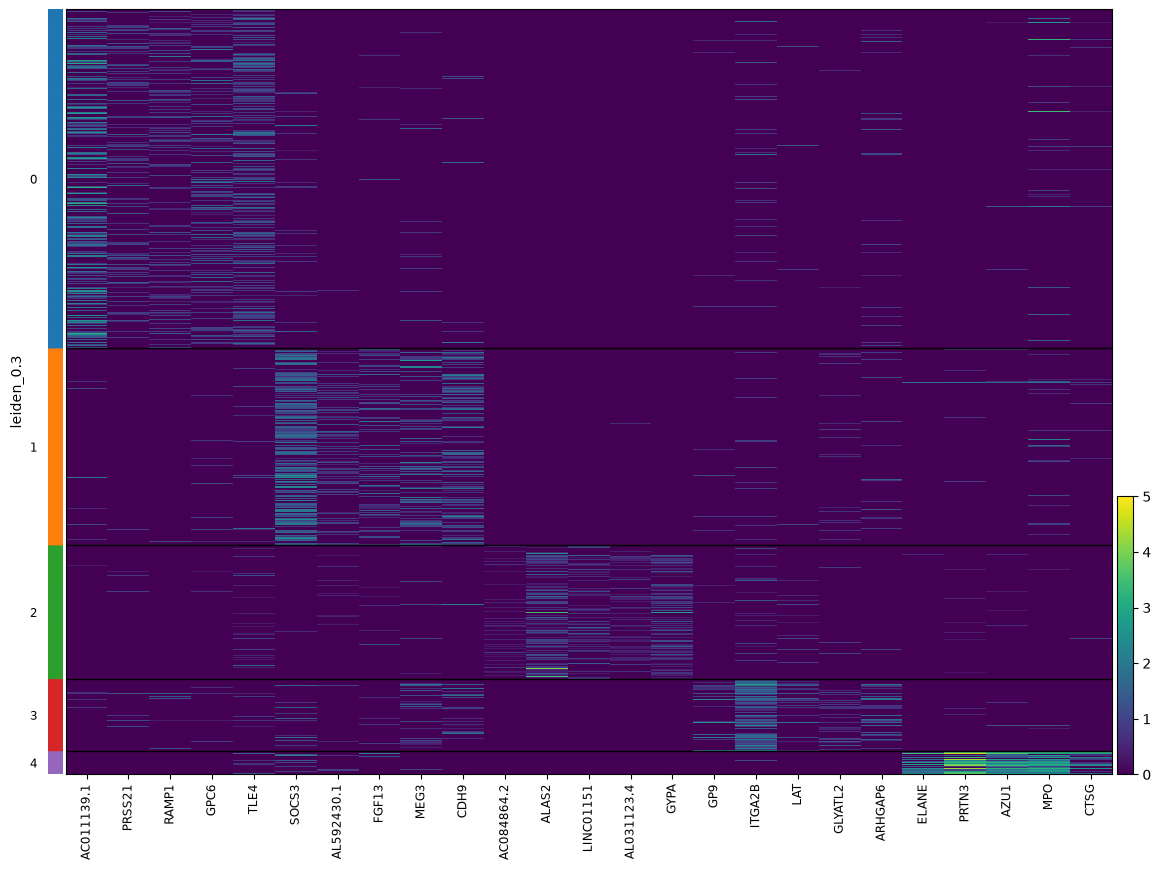 leiden_0.3
0
1
2
3
4
5
4
3
2
1
0
AC011139.1
PRSS21
RAMP1
GPC6
TLE4
SOCS3
AL592430.1
FGF13
MEG3
CDH9
AC084864.2
ALAS2
LINC01151
AL031123.4
GYPA
GP9
ITGA2B
LAT
GLYATL2
ARHGAP6
ELANE
PRTN3
AZU1
MPO
CTSG